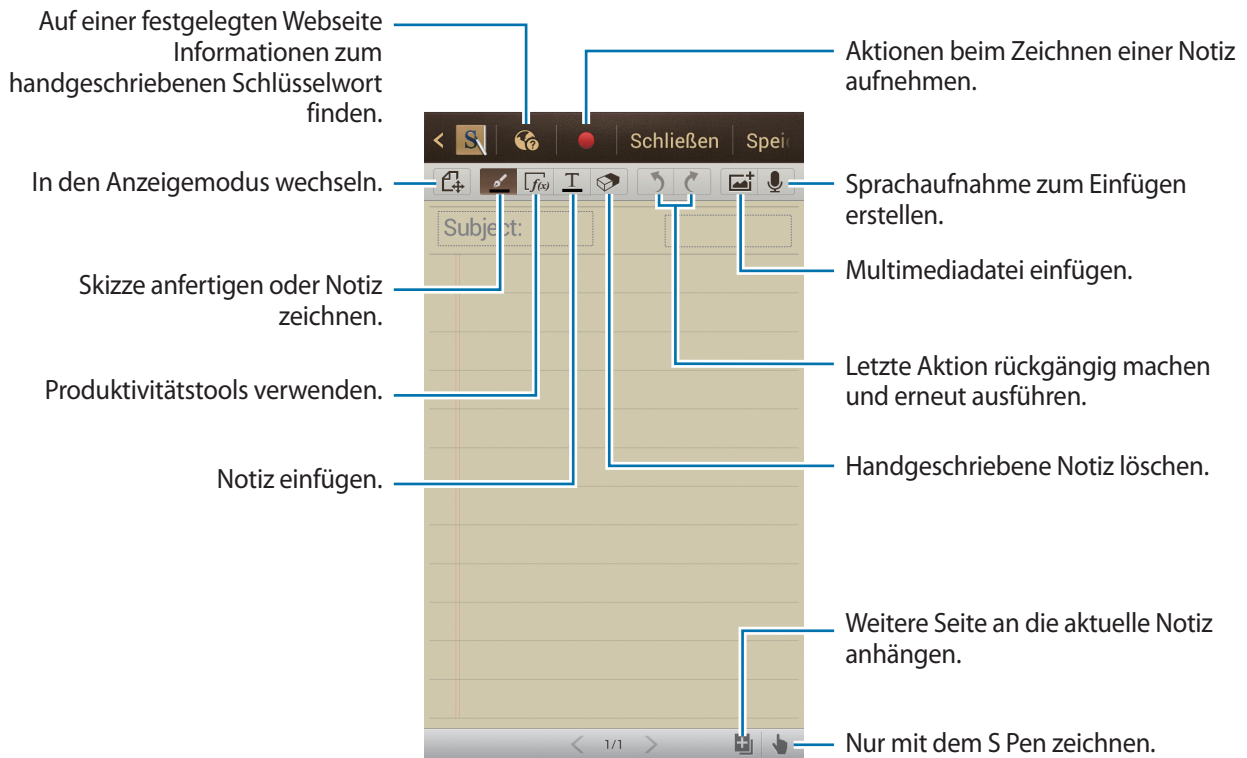 Auf einer festgelegten Webseite
Informationen zum
handgeschriebenen Schlüsselwort
finden.
In den Anzeigemodus wechseln.
Skizze anfertigen oder Notiz
zeichnen.
Produktivitätstools verwenden.
Notiz einfügen.
S
Schließen
Spei
f(x)
T
Subject:
1/1
Aktionen beim Zeichnen einer Notiz
aufnehmen.
Sprachaufnahme zum Einfügen
erstellen.
Multimediadatei einfügen.
Letzte Aktion rückgängig machen
und erneut ausführen.
Handgeschriebene Notiz löschen.
Weitere Seite an die aktuelle Notiz
anhängen.
Nur mit dem S Pen zeichnen.